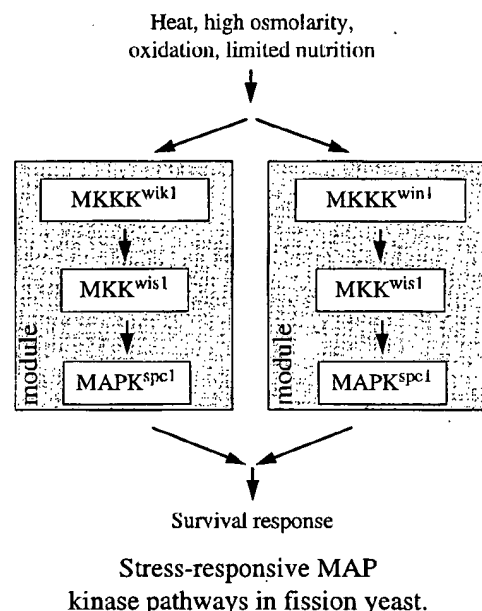 Heat, high osmolarity,
oxidation, limited nutrition
MKKKwik1
MKKwis1
MAPKspc1
module
MKKKwin1
MKKwis1
MAPKspc1
module
Survival response
Stress-responsive MAP
kinase pathways in fission yeast.